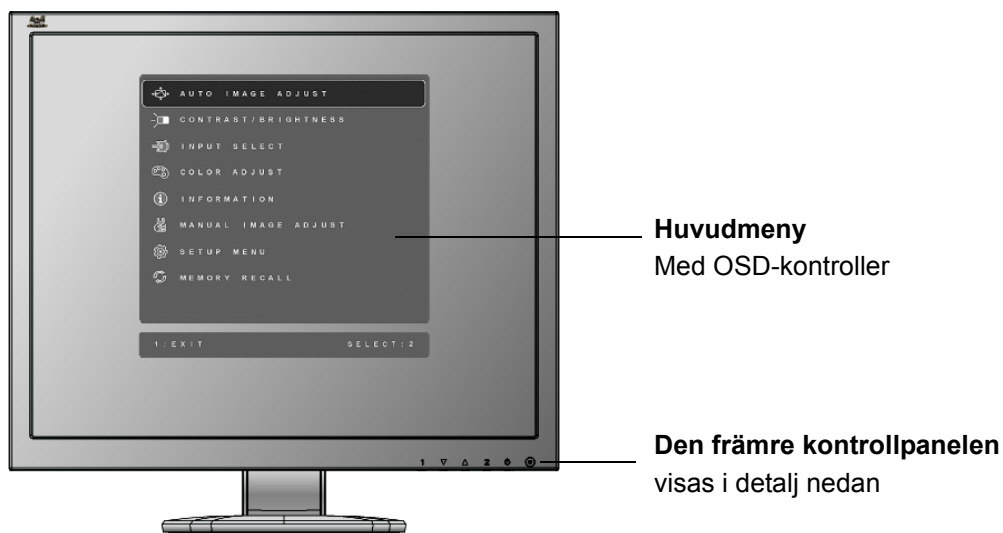 AUTO IMAGE ADJUST
CONTRAST/BRIGHTNESS
INPUT SELECT
COLOR ADJUST
INFORMATION
MANUAL IMAGE ADJUST
SETUP MENU
MEMORY RECALL
1:EXIT SELECT:2
Huvudmeny
Med OSD-kontroller
1 2
Den främre kontrollpanelen
visas i detalj nedan